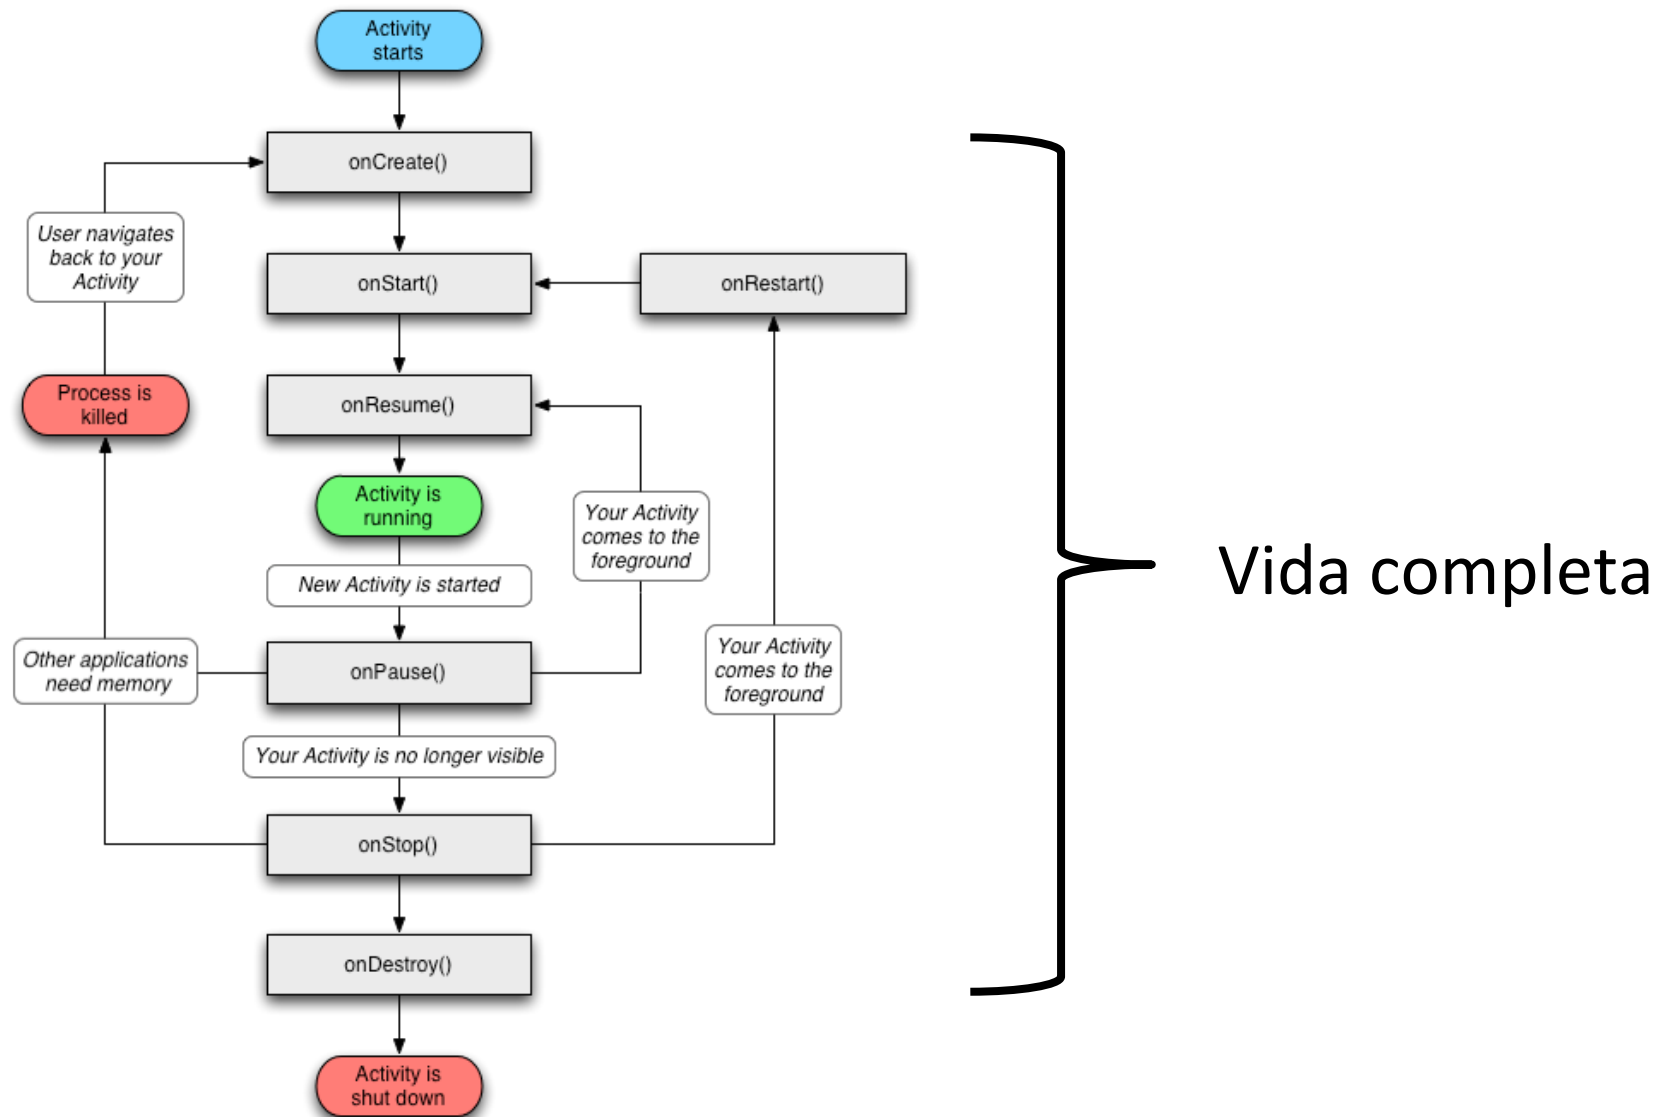 Activity
starts
onCreate()
User navigates
back to your
Activity
onStart()
onRestart()
Process is
killed
onResume()
Activity is
running
Your Activity
comes to the
foreground
New Activity is started
Other applications
need memory
onPause()
Your Activity
comes to the
foreground
Your Activity is no longer visible
onStop()
onDestroy()
Activity is
shut down
Vida completa